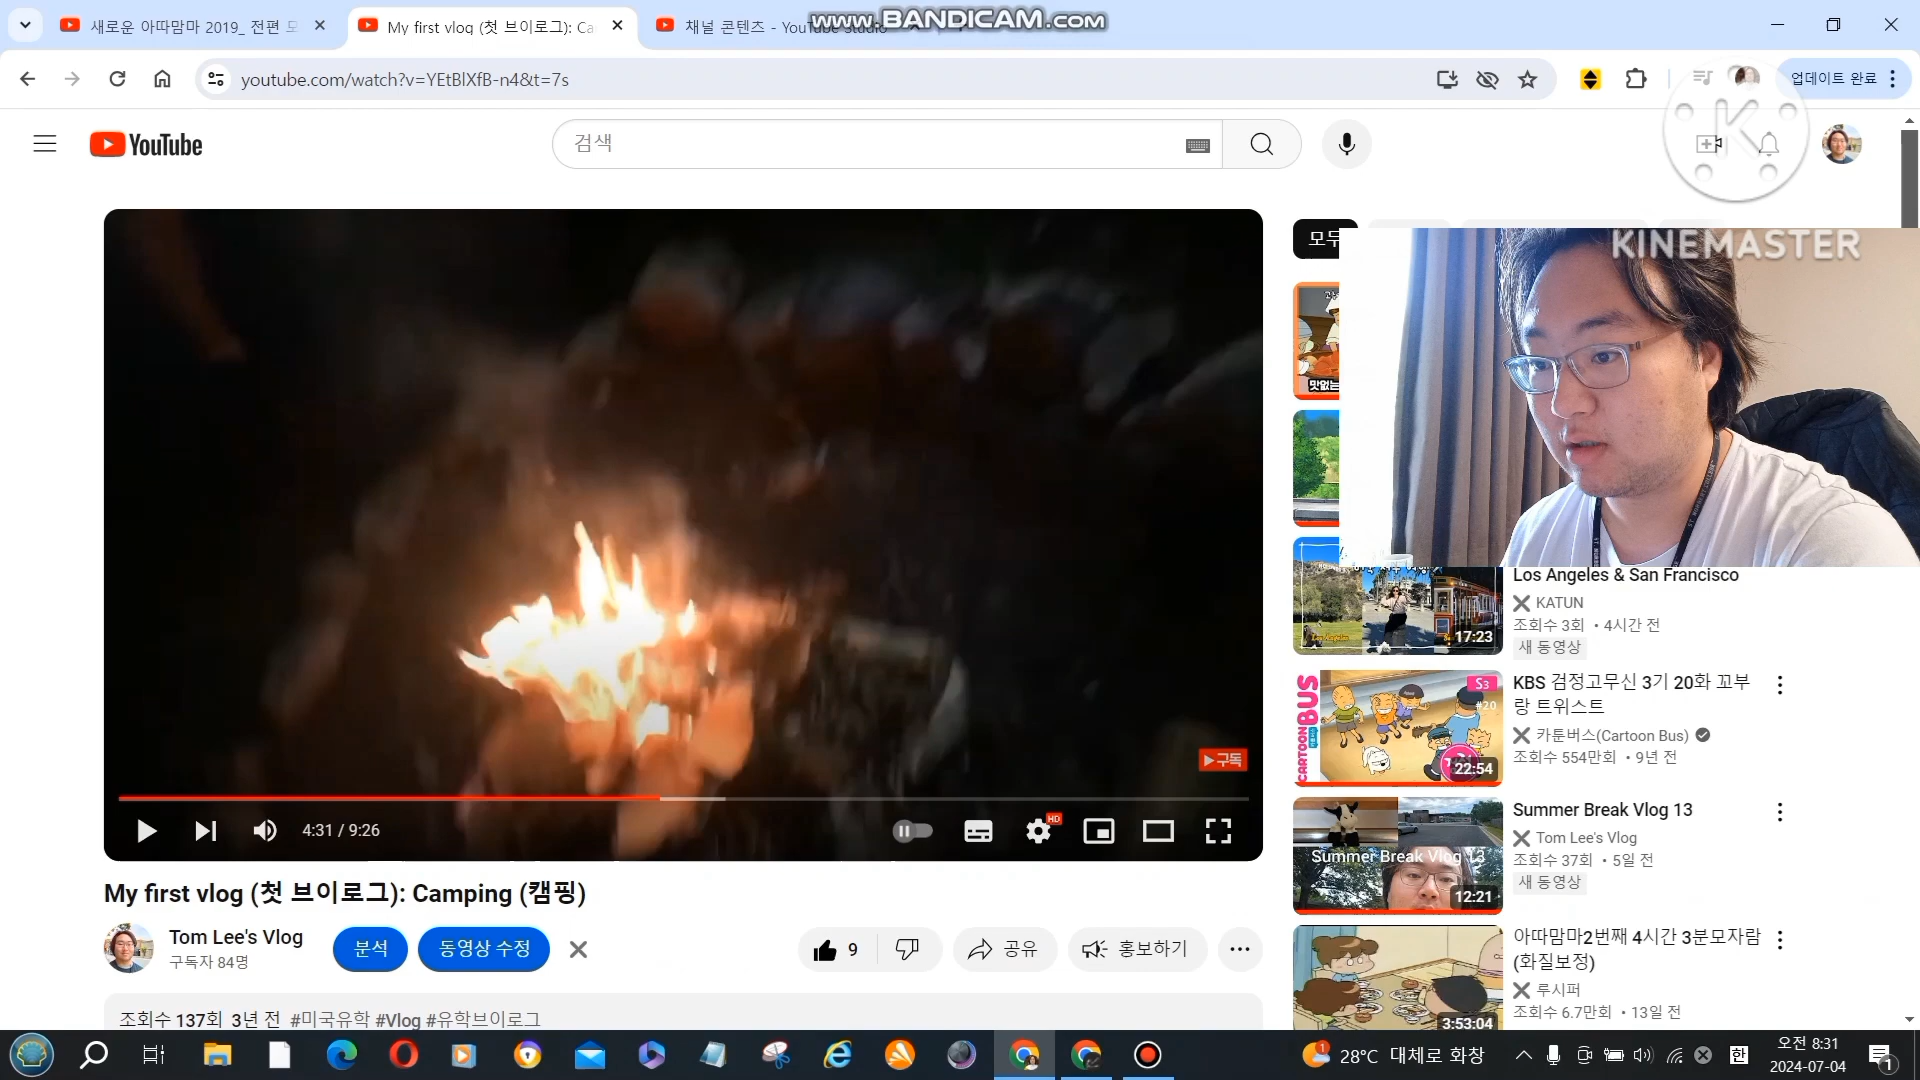 새로운 아따맘마 2019_ 전편 모
My first vlog (첫 브이로그): Ca
채널 콘텐츠 - YouTube Studio
www.BANDICAM.com
youtube.com/watch?v=YEtBlXfB-n4&t=7s
업데이트 완료
YouTube
검색
KINEMASTER
모두
맛없는
구독
4:31 / 9:26
HD
My first vlog (첫 브이로그): Camping (캠핑)
Tom Lee's Vlog
구독자 84명
분석
동영상 수정
9
공유
홍보하기
조회수 137회 3년 전 #미국유학 #Vlog #유학브이로그
17:23
Los Angeles & San Francisco
KATUN
조회수 3회 • 4시간 전
새 동영상
CARTOONBUS
S3
#20
22:54
KBS 검정고무신 3기 20화 꼬부
랑 트위스트
카툰버스(Cartoon Bus)
조회수 554만회 • 9년 전
Summer Break Vlog 13
12:21
Summer Break Vlog 13
Tom Lee's Vlog
조회수 37회 • 5일 전
새 동영상
3:53:04
아따맘마2번째 4시간 3분모자람
(화질보정)
루시퍼
조회수 6.7만회 • 13일 전
1
28°C 대체로 화창
한
오전 8:31
2024-07-04
1